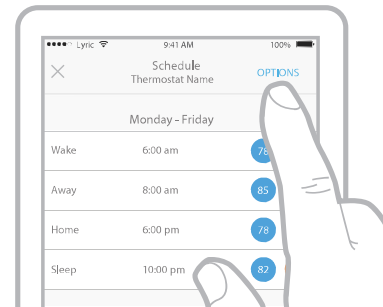 Lyric 9:41 AM 100%
Schedule
Thermostat Name
OPTIONS
Monday – Friday
Wake 6:00 am 78
Away 8:00 am 85
Home 6:00 pm 78
Sleep 10:00 pm 82